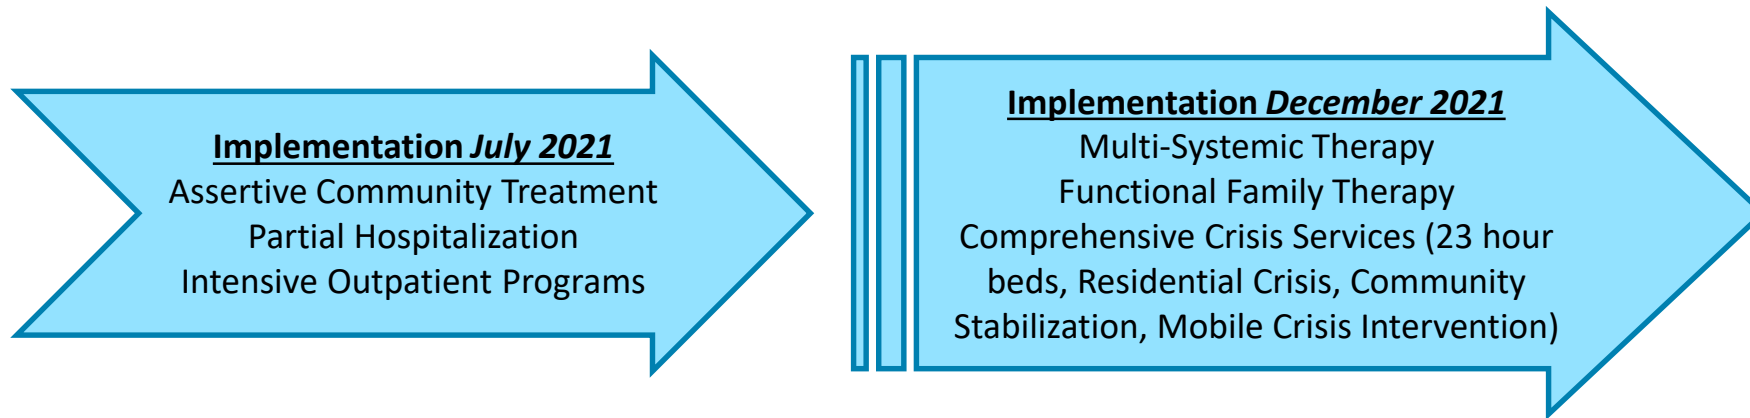 Implementation July 2021
Assertive Community Treatment
Partial Hospitalization
Intensive Outpatient Programs
Implementation December 2021
Multi-Systemic Therapy
Functional Family Therapy
Comprehensive Crisis Services (23 hour
beds, Residential Crisis, Community
Stabilization, Mobile Crisis Intervention)